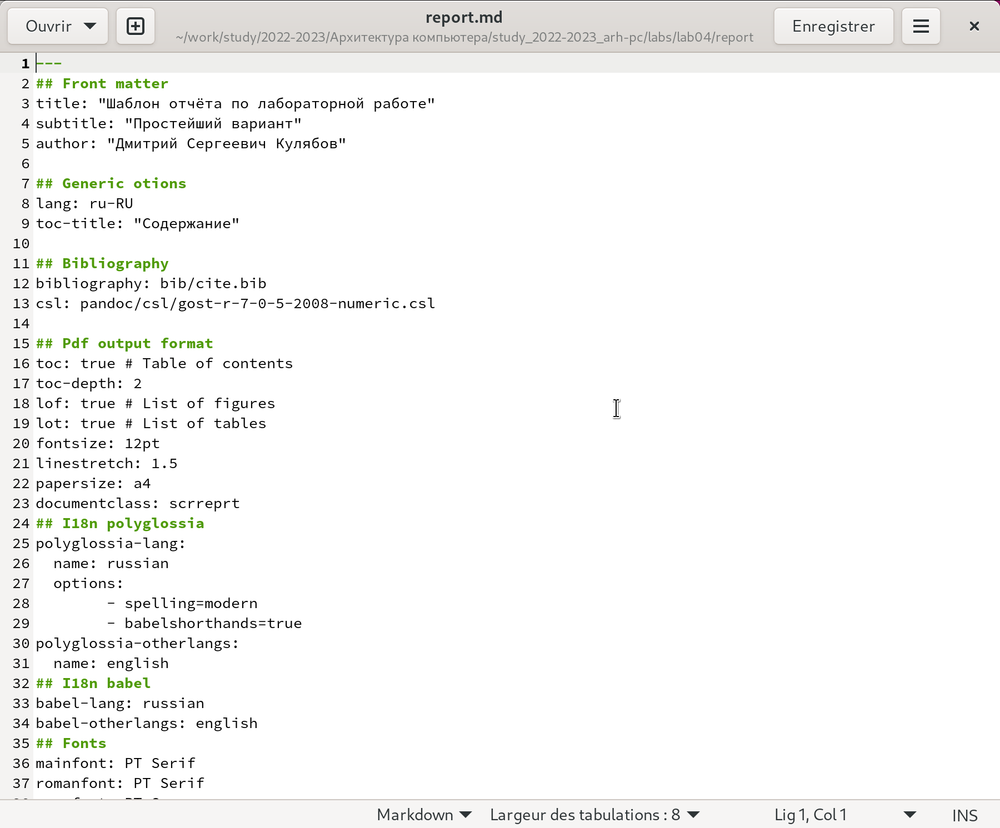 Ouvrir
report.md
~/work/study/2022-2023/Архитектура компьютера/study_2022-2023_arh-pc/labs/lab04/report
Enregistrer
1 ---
2 ## Front matter
3 title: "Шаблон отчёта по лабораторной работе"
4 subtitle: "Простейший вариант"
5 author: "Дмитрий Сергеевич Кулябов"
6
7 ## Generic otions
8 lang: ru-RU
9 toc-title: "Содержание"
10
11 ## Bibliography
12 bibliography: bib/cite.bib
13 csl: pandoc/csl/gost-r-7-0-5-2008-numeric.csl
14
15 ## Pdf output format
16 toc: true # Table of contents
17 toc-depth: 2
18 lof: true # List of figures
19 lot: true # List of tables
20 fontsize: 12pt
21 linestretch: 1.5
22 papersize: a4
23 documentclass: scrreprt
24 ## I18n polyglossia
25 polyglossia-lang:
26   name: russian
27   options:
28         - spelling=modern
29         - babelshorthands=true
30 polyglossia-otherlangs:
31   name: english
32 ## I18n babel
33 babel-lang: russian
34 babel-otherlangs: english
35 ## Fonts
36 mainfont: PT Serif
37 romanfont: PT Serif
Markdown
Largeur des tabulations : 8
Lig 1, Col 1
INS